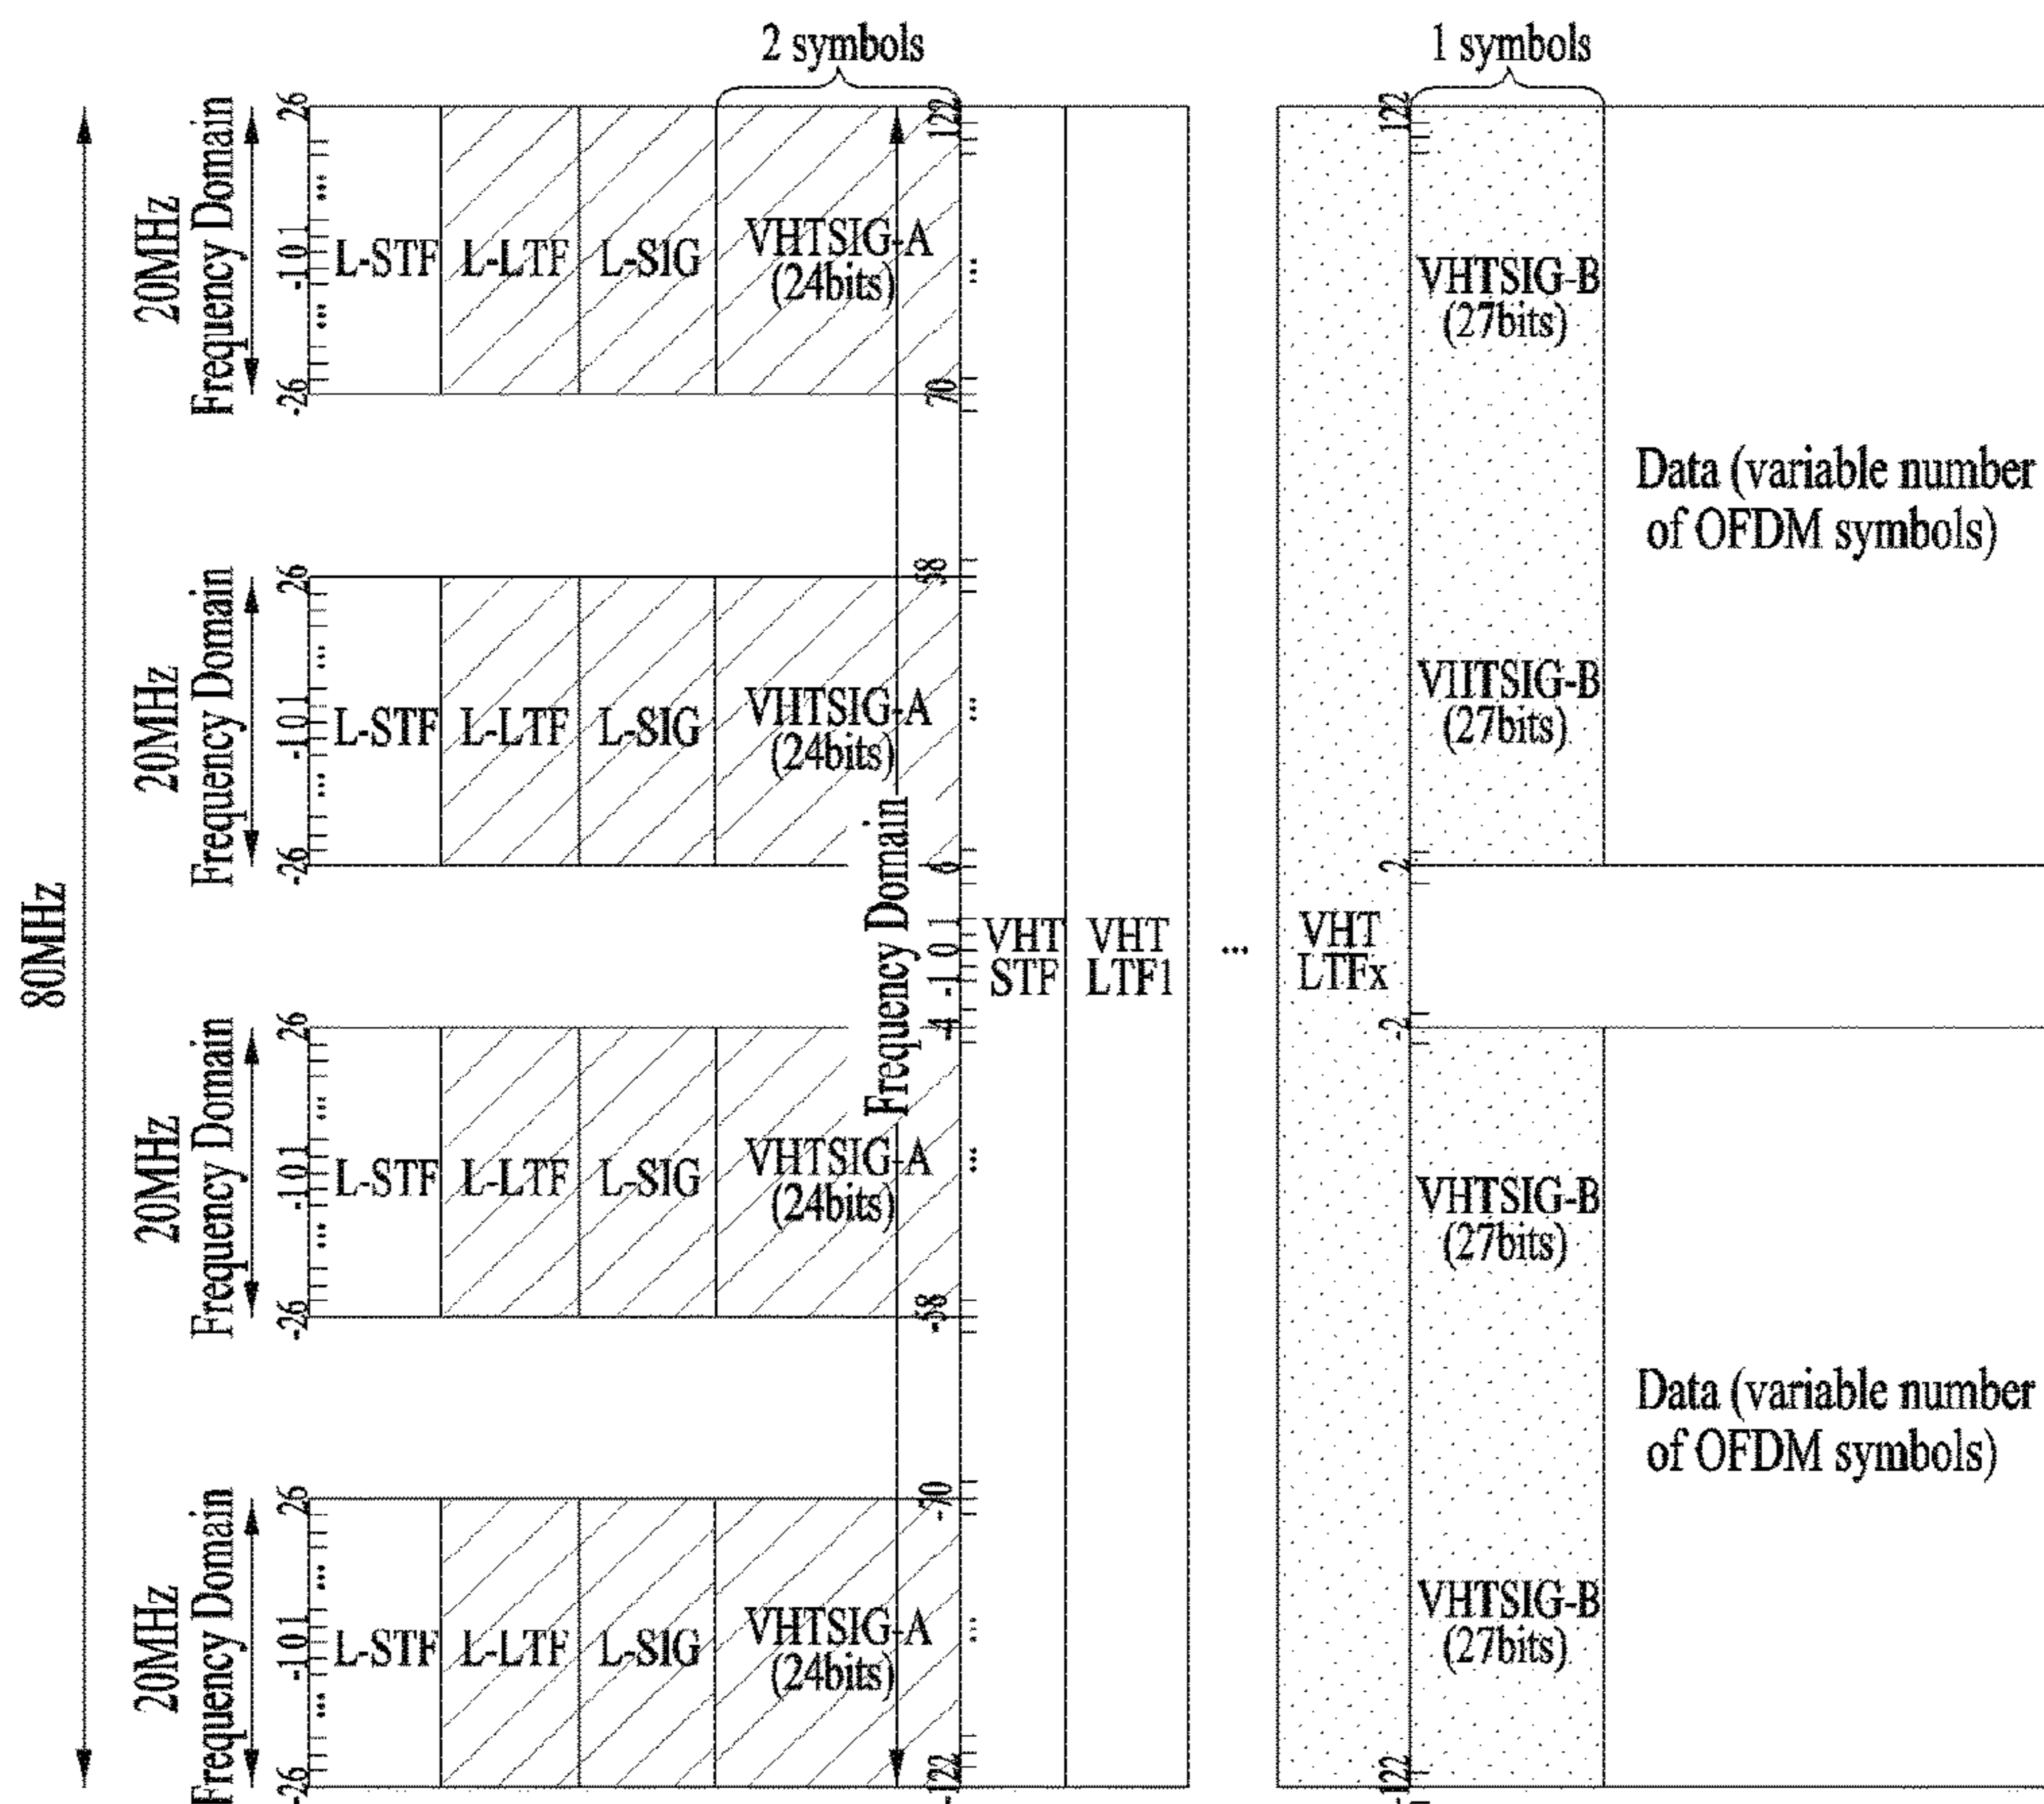 2 symbols
1 symbols
80MHz
20MHz
Frequency Domain
26
...
-1 0 1
...
-26
L-STF
L-LTF
L-SIG
VHTSIG-A
(24bits)
20MHz
Frequency Domain
26
...
-1 0 1
...
-26
L-STF
L-LTF
L-SIG
VHTSIG-A
(24bits)
20MHz
Frequency Domain
26
...
-1 0 1
...
-26
L-STF
L-LTF
L-SIG
VHTSIG-A
(24bits)
20MHz
Frequency Domain
26
...
-1 0 1
...
-26
L-STF
L-LTF
L-SIG
VHTSIG-A
(24bits)
Frequency Domain
122
...
70
58
...
6
-1 0 1
-4
...
-58
-70
...
-122
VHT
STF
VHT
LTF1
...
VHT
LTFx
122
2
-2
-122
VHTSIG-B
(27bits)
VHTSIG-B
(27bits)
VHTSIG-B
(27bits)
VHTSIG-B
(27bits)
Data (variable number
of OFDM symbols)
Data (variable number
of OFDM symbols)